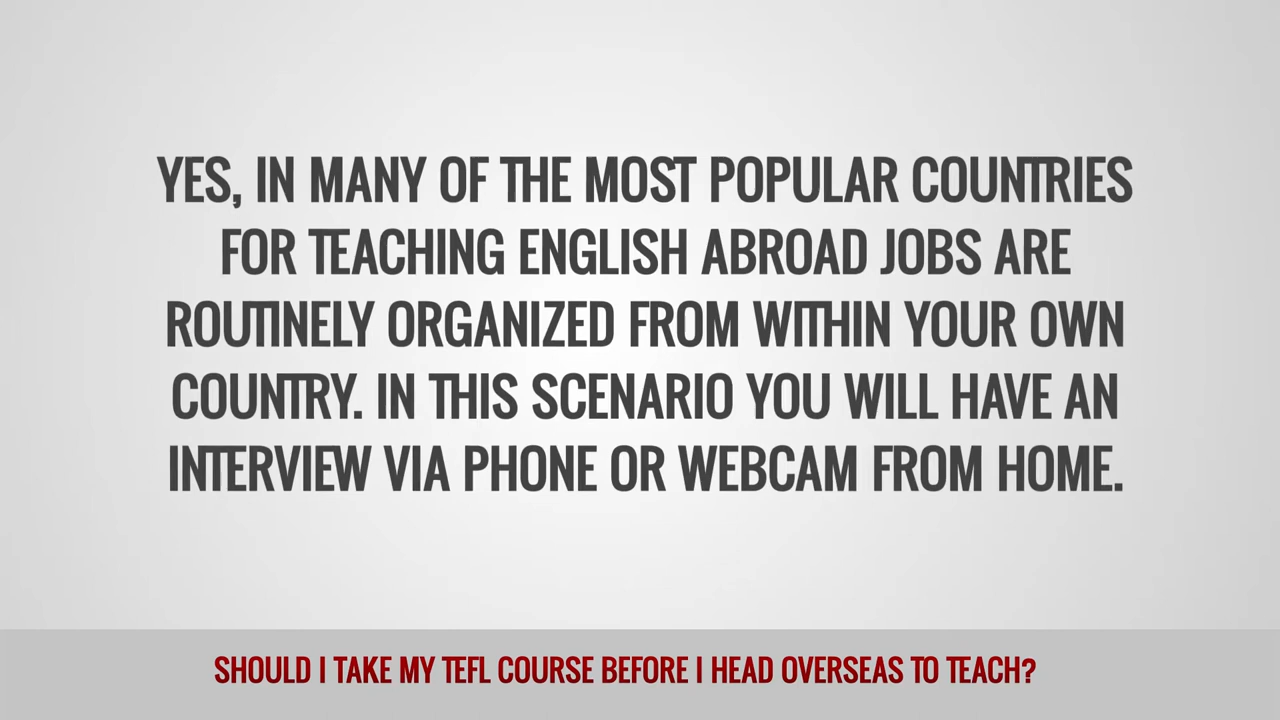 YES, IN MANY OF THE MOST POPULAR COUNTRIES
FOR TEACHING ENGLISH ABROAD JOBS ARE
ROUTINELY ORGANIZED FROM WITHIN YOUR OWN
COUNTRY. IN THIS SCENARIO YOU WILL HAVE AN
INTERVIEW VIA PHONE OR WEBCAM FROM HOME.
SHOULD I TAKE MY TEFL COURSE BEFORE I HEAD OVERSEAS TO TEACH?